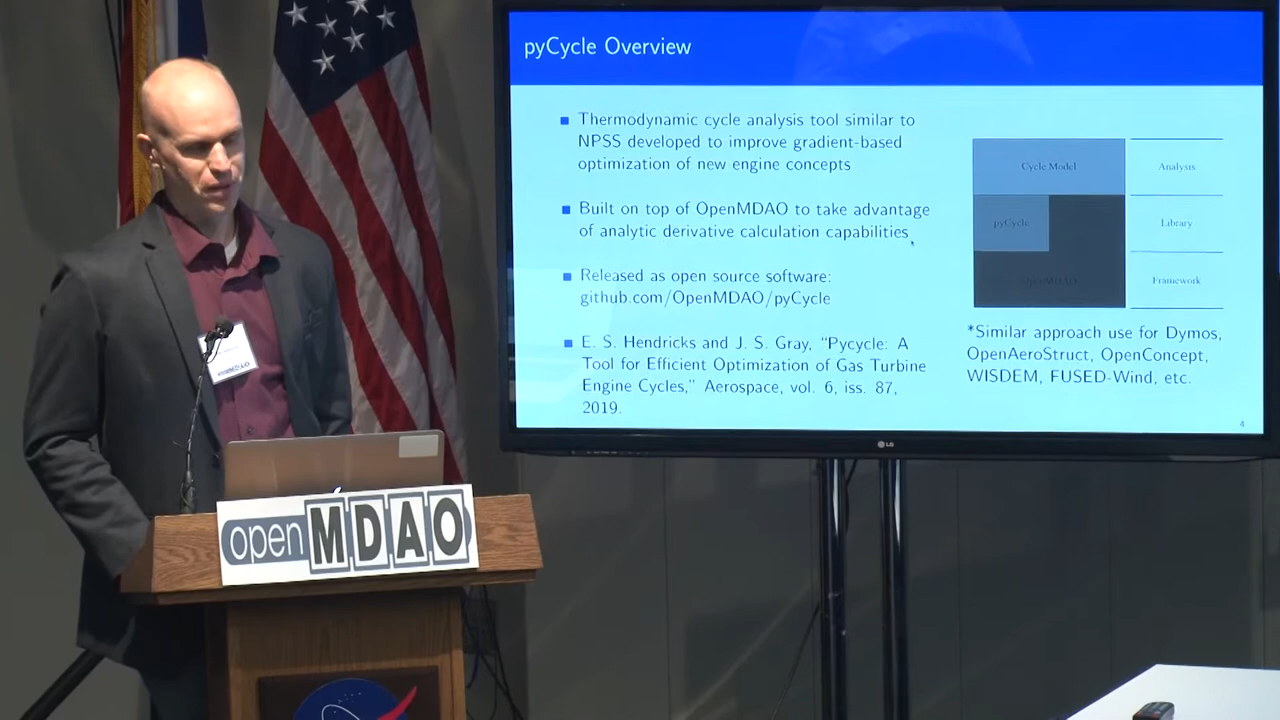 pyCycle Overview
Thermodynamic cycle analysis tool similar to
NPSS developed to improve gradient-based
optimization of new engine concepts
Built on top of OpenMDAO to take advantage
of analytic derivative calculation capabilities
Released as open source software:
github.com/OpenMDAO/pyCycle
E. S. Hendricks and J. S. Gray, “Pycycle: A
Tool for Efficient Optimization of Gas Turbine
Engine Cycles,” Aerospace, vol. 6, iss. 87,
2019.
Cycle Model
Analysis
pyCycle
Library
OpenMDAO
Framework
*Similar approach use for Dymos,
OpenAeroStruct, OpenConcept,
WISDEM, FUSED-Wind, etc.
4
LG
openMDAO